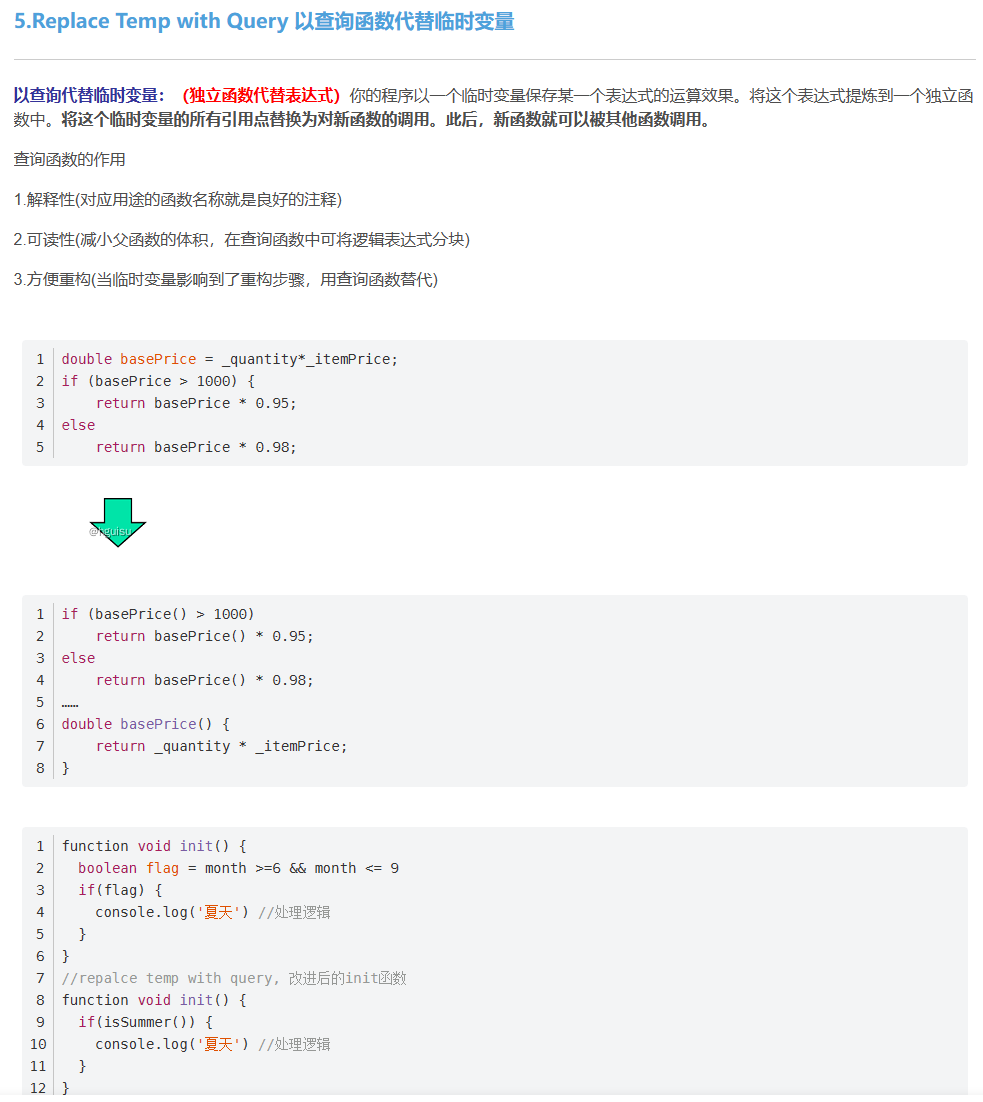 5.Replace Temp with Query 以查询函数代替临时变量
以查询代替临时变量：（独立函数代替表达式）你的程序以一个临时变量保存某一个表达式的运算效果。将这个表达式提炼到一个独立函
数中。将这个临时变量的所有引用点替换为对新函数的调用。此后，新函数就可以被其他函数调用。
查询函数的作用
1.解释性(对应用途的函数名称就是良好的注释)
2.可读性(减小父函数的体积，在查询函数中可将逻辑表达式分块)
3.方便重构(当临时变量影响到了重构步骤，用查询函数替代)
1 double basePrice = _quantity*_itemPrice;
2 if (basePrice > 1000) {
3     return basePrice * 0.95;
4 else
5     return basePrice * 0.98;
@hguisu
1 if (basePrice() > 1000)
2     return basePrice() * 0.95;
3 else
4     return basePrice() * 0.98;
5 ……
6 double basePrice() {
7     return _quantity * _itemPrice;
8 }
1 function void init() {
2   boolean flag = month >=6 && month <= 9
3   if(flag) {
4     console.log('夏天') //处理逻辑
5   }
6 }
7 //repalce temp with query, 改进后的init函数
8 function void init() {
9   if(isSummer()) {
10     console.log('夏天') //处理逻辑
11   }
12 }